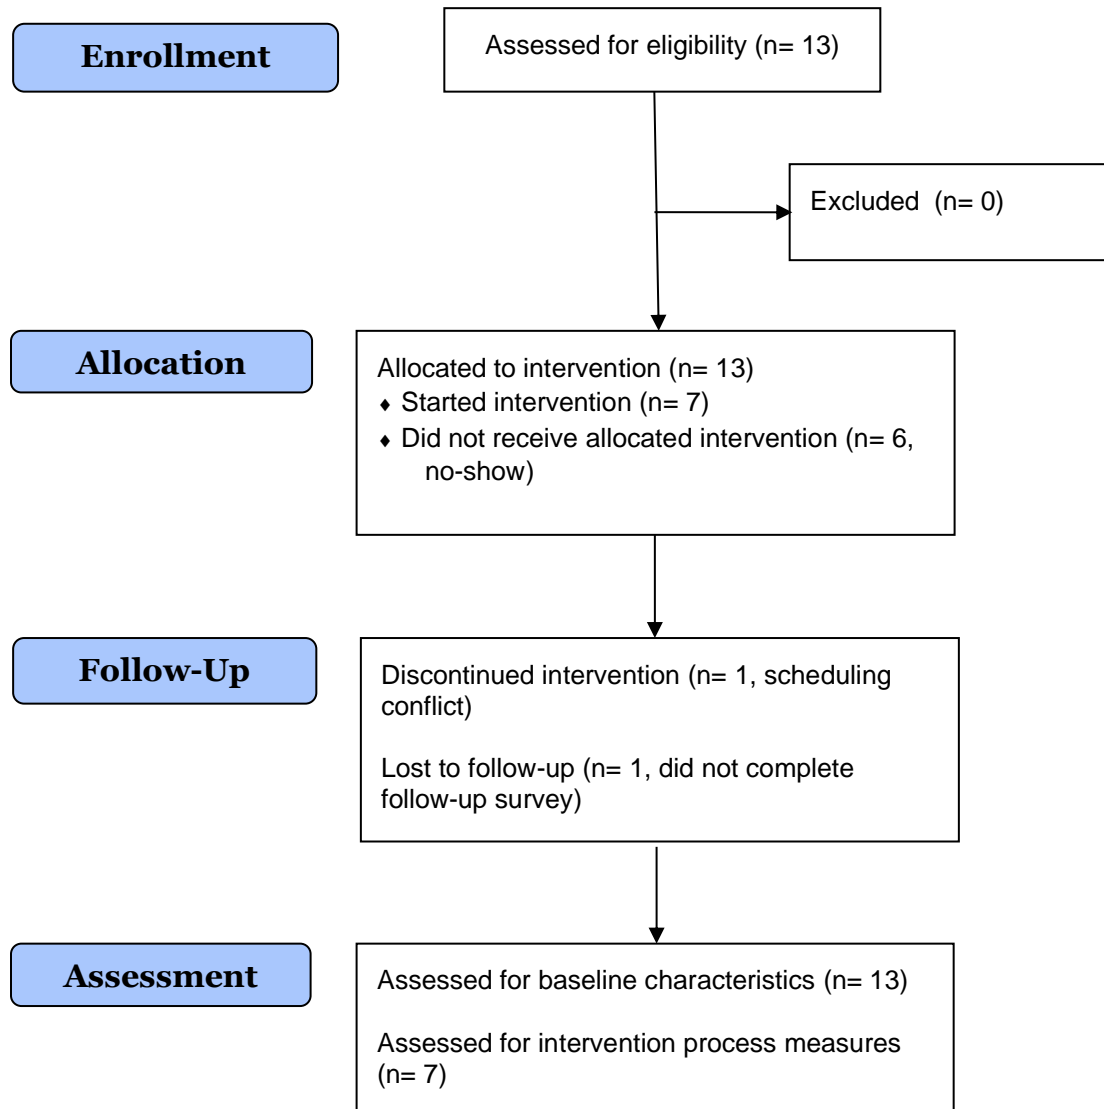 Enrollment
Assessed for eligibility (n= 13)
Excluded  (n= 0)
Allocation
Allocated to intervention (n= 13)
♦ Started intervention (n= 7)
♦ Did not receive allocated intervention (n= 6,
no-show)
Follow-Up
Discontinued intervention (n= 1, scheduling
conflict)
Lost to follow-up (n= 1, did not complete
follow-up survey)
Assessment
Assessed for baseline characteristics (n= 13)
Assessed for intervention process measures
(n= 7)